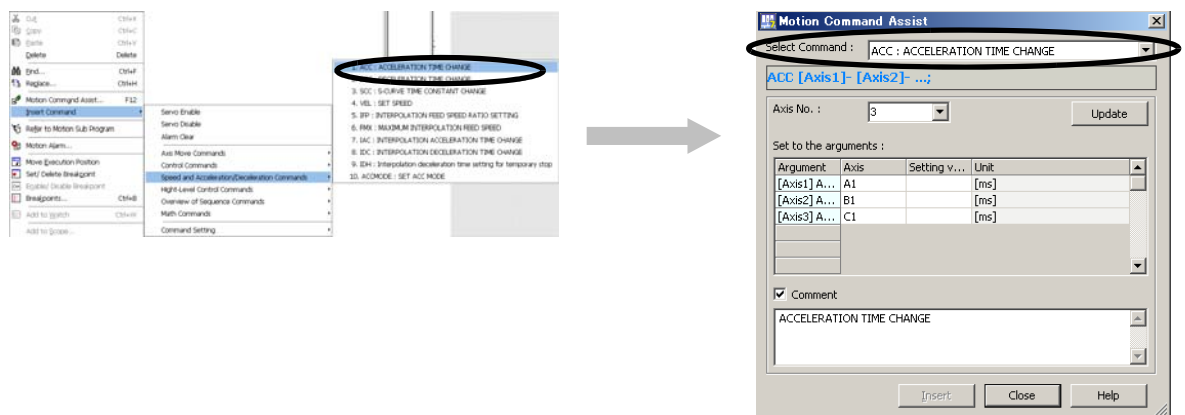 Cut Ctrl+X
Copy Ctrl+C
Paste Ctrl+V
Delete Delete
Find... Ctrl+F
Replace... Ctrl+H
Motion Command Assist... F12
Insert Command
Refer to Motion Sub Program
Motion Alarm...
Move Execution Position
Set/ Delete Breakpoint
Enable/ Disable Breakpoint
Breakpoints... Ctrl+B
Add to Watch Ctrl+W
Add to Scope...
Servo Enable
Servo Disable
Alarm Clear
Axis Move Commands
Control Commands
Speed and Acceleration/Deceleration Commands
Hight-Level Control Commands
Overview of Sequence Commands
Math Commands
Command Setting
1. ACC : ACCELERATION TIME CHANGE
DECELERATION TIME CHANGE
3. SCC : S-CURVE TIME CONSTANT CHANGE
4. VEL : SET SPEED
5. IFP : INTERPOLATION FEED SPEED RATIO SETTING
6. FMX : MAXIMUM INTERPOLATION FEED SPEED
7. IAC : INTERPOLATION ACCELERATION TIME CHANGE
8. IDC : INTERPOLATION DECELERATION TIME CHANGE
9. IDH : Interpolation deceleration time setting for temporary stop
10. ACCMODE : SET ACC MODE
Motion Command Assist
Select Command : ACC : ACCELERATION TIME CHANGE
ACC [Axis1]- [Axis2]- ...;
Axis No. : 3 Update
Set to the arguments :
Argument Axis Setting v... Unit
[Axis1] A... A1 [ms]
[Axis2] A... B1 [ms]
[Axis3] A... C1 [ms]
Comment
ACCELERATION TIME CHANGE
Insert Close Help